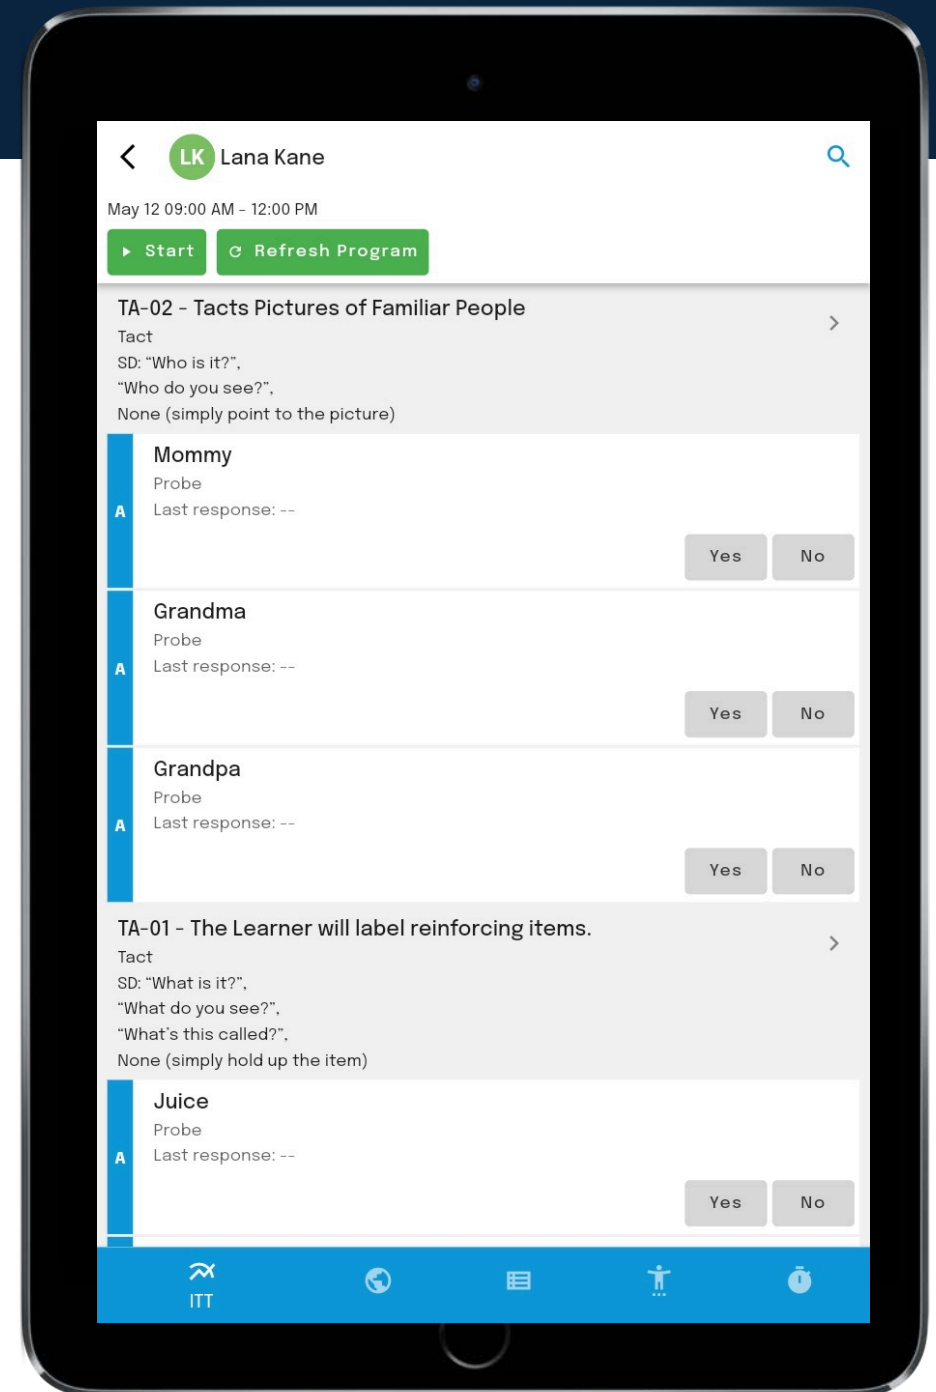 LK Lana Kane
May 12 09:00 AM - 12:00 PM
Start Refresh Program
TA-02 - Tacts Pictures of Familiar People
Tact
SD: “Who is it?”,
“Who do you see?”,
None (simply point to the picture)
Mommy
Probe
A Last response: --
Yes No
Grandma
Probe
A Last response: --
Yes No
Grandpa
Probe
A Last response: --
Yes No
TA-01 - The Learner will label reinforcing items.
Tact
SD: “What is it?”,
“What do you see?”,
“What’s this called?”,
None (simply hold up the item)
Juice
Probe
A Last response: --
Yes No
ITT